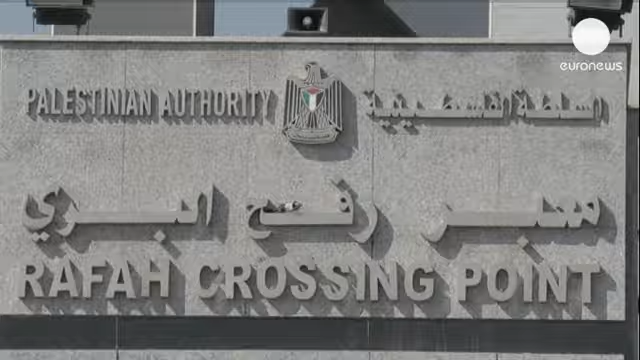 euronews
PALESTINIAN AUTHORITY السلطة الفلسطينية
معبر رفح البري
RAFAH CROSSING POINT